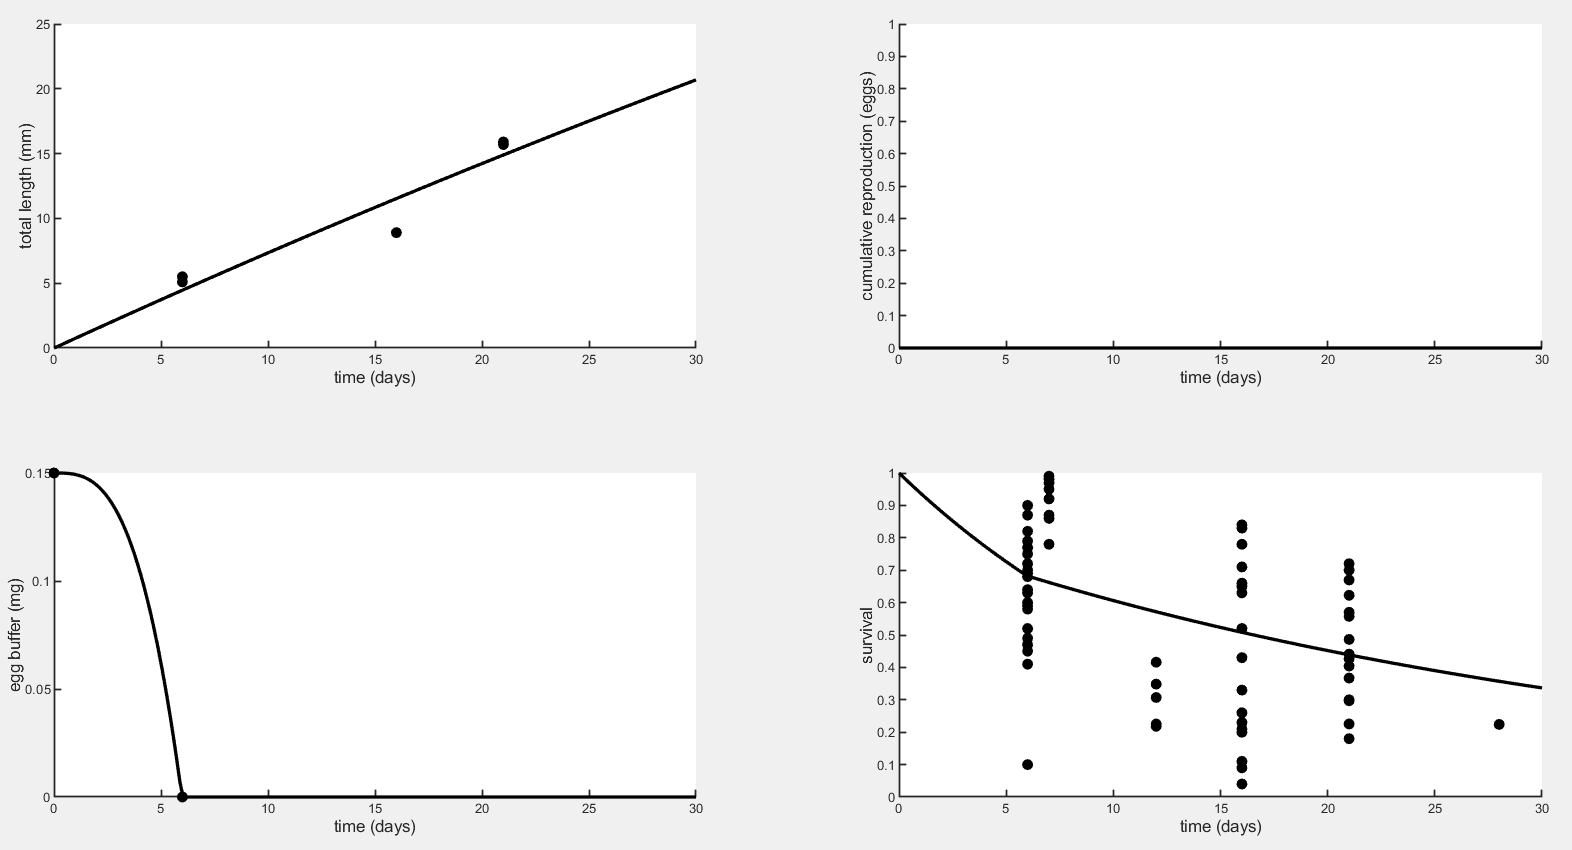 25
20
15
10
5
0
total length (mm)
0 5 10 15 20 25 30
time (days)
1
0.9
0.8
0.7
0.6
0.5
0.4
0.3
0.2
0.1
0
cumulative reproduction (eggs)
0 5 10 15 20 25 30
time (days)
0.15
0.1
0.05
0
egg buffer (mg)
0 5 10 15 20 25 30
time (days)
1
0.9
0.8
0.7
0.6
0.5
0.4
0.3
0.2
0.1
0
survival
0 5 10 15 20 25 30
time (days)